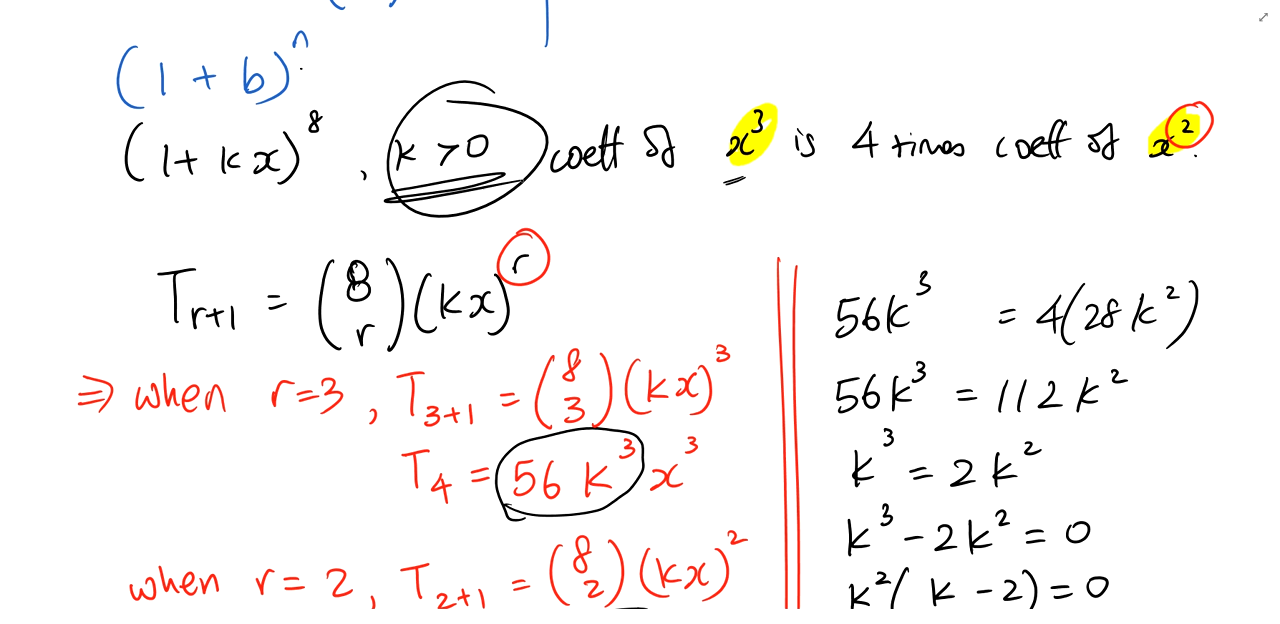 (1 + b)^n
(1 + kx)^8 , k > 0 coeff of x^3 is 4 times coeff of x^2.
T_{r+1} = (8 r)(kx)^r
⇒ when r=3, T_{3+1} = (8 3)(kx)^3
T_4 = 56 k^3 x^3
when r = 2, T_{2+1} = (8 2)(kx)^2
56k^3 = 4(28k^2)
56k^3 = 112k^2
k^3 = 2k^2
k^3 - 2k^2 = 0
k^2(k - 2) = 0